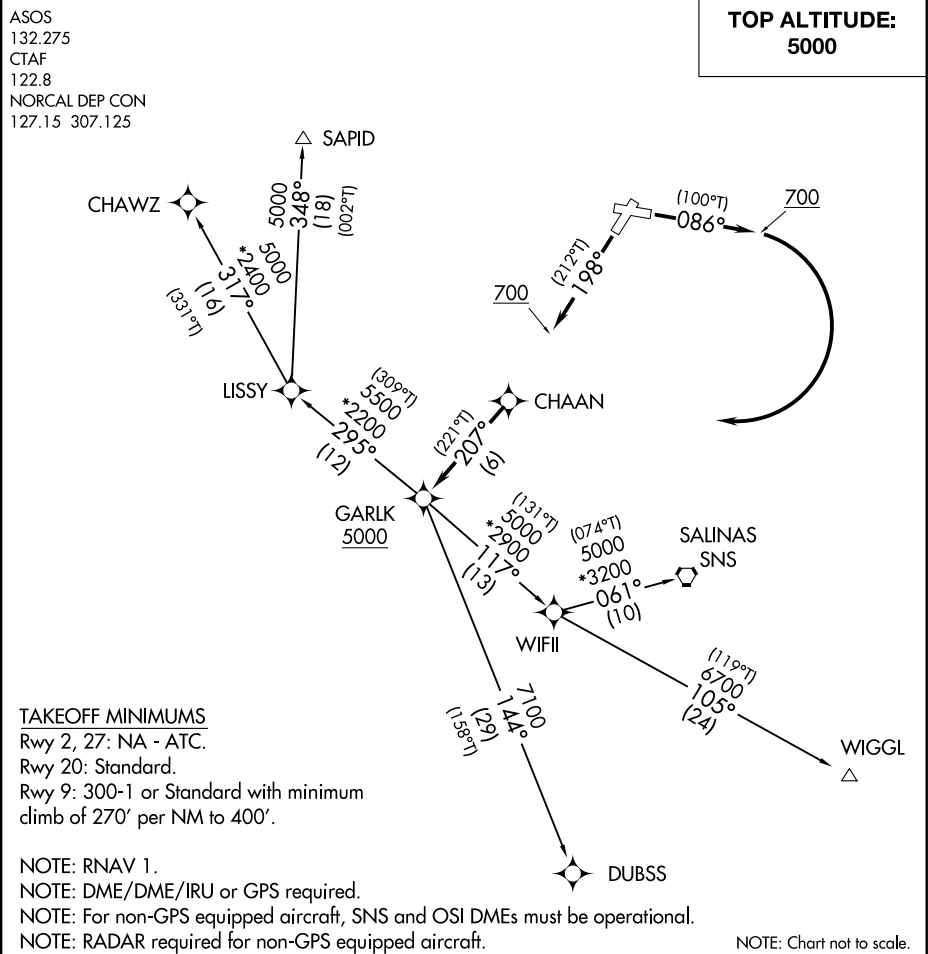 ASOS
132.275
CTAF
122.8
NORCAL DEP CON
127.15 307.125
TOP ALTITUDE:
5000
SAPID
CHAWZ
5000
348°
(18)
(002°T)
5000
*2400
317°
(16)
(331°T)
(100°T)
086°
700
(212°T)
198°
700
LISSY
(309°T)
5500
*2200
295°
(12)
CHAAN
(221°T)
207°
(6)
GARLK
5000
(131°T)
5000
*2900
117°
(13)
(074°T)
5000
*3200
061°
(10)
SALINAS
SNS
WIFII
(119°T)
6700
105°
(24)
WIGGL
7100
144°
(29)
(158°T)
DUBSS
TAKEOFF MINIMUMS
Rwy 2, 27: NA - ATC.
Rwy 20: Standard.
Rwy 9: 300-1 or Standard with minimum
climb of 270' per NM to 400'.
NOTE: RNAV 1.
NOTE: DME/DME/IRU or GPS required.
NOTE: For non-GPS equipped aircraft, SNS and OSI DMEs must be operational.
NOTE: RADAR required for non-GPS equipped aircraft.
NOTE: Chart not to scale.